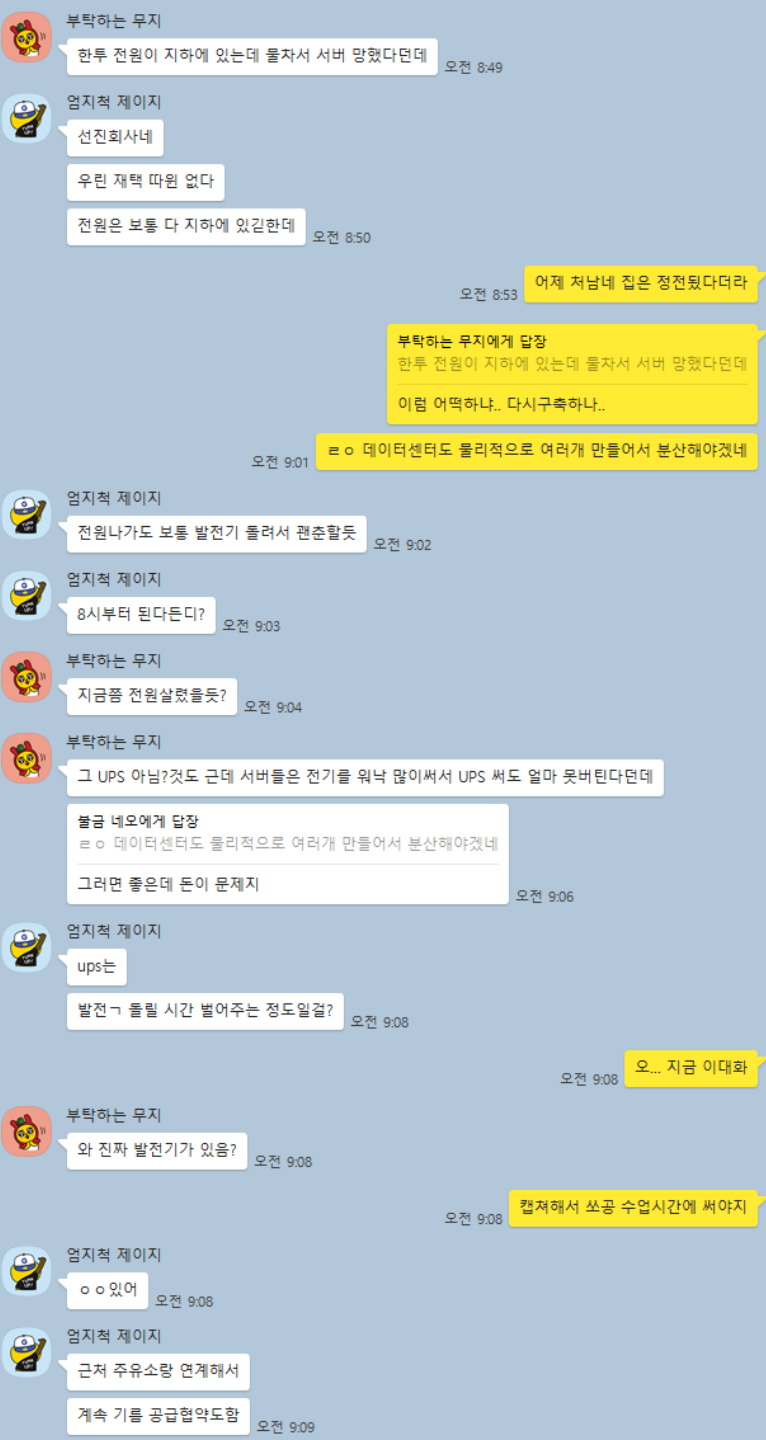 부탁하는 무지
한투 전원이 지하에 있는데 물차서 서버 망했다던데
오전 8:49
엄지척 제이지
선진회사네
우린 재택 따윈 없다
전원은 보통 다 지하에 있긴한데
오전 8:50
오전 8:53
어제 처남네 집은 정전됐다더라
부탁하는 무지에게 답장
한투 전원이 지하에 있는데 물차서 서버 망했다던데
이럼 어떡하냐.. 다시구축하나..
오전 9:01
ㄹㅇ 데이터센터도 물리적으로 여러개 만들어서 분산해야겠네
엄지척 제이지
전원나가도 보통 발전기 돌려서 괜춘할듯
오전 9:02
엄지척 제이지
8시부터 된다든디?
오전 9:03
부탁하는 무지
지금쯤 전원살렸을듯?
오전 9:04
부탁하는 무지
그 UPS 아님?것도 근데 서버들은 전기를 워낙 많이써서 UPS 써도 얼마 못버틴다던데
불금 네오에게 답장
ㄹㅇ 데이터센터도 물리적으로 여러개 만들어서 분산해야겠네
그러면 좋은데 돈이 문제지
오전 9:06
엄지척 제이지
ups는
발전ㄱ 돌릴 시간 벌어주는 정도일걸?
오전 9:08
오전 9:08
오... 지금 이대화
부탁하는 무지
와 진짜 발전기가 있음?
오전 9:08
오전 9:08
캡쳐해서 쏘공 수업시간에 써야지
엄지척 제이지
ㅇㅇ있어
오전 9:08
엄지척 제이지
근처 주유소랑 연계해서
계속 기름 공급협약도함
오전 9:09